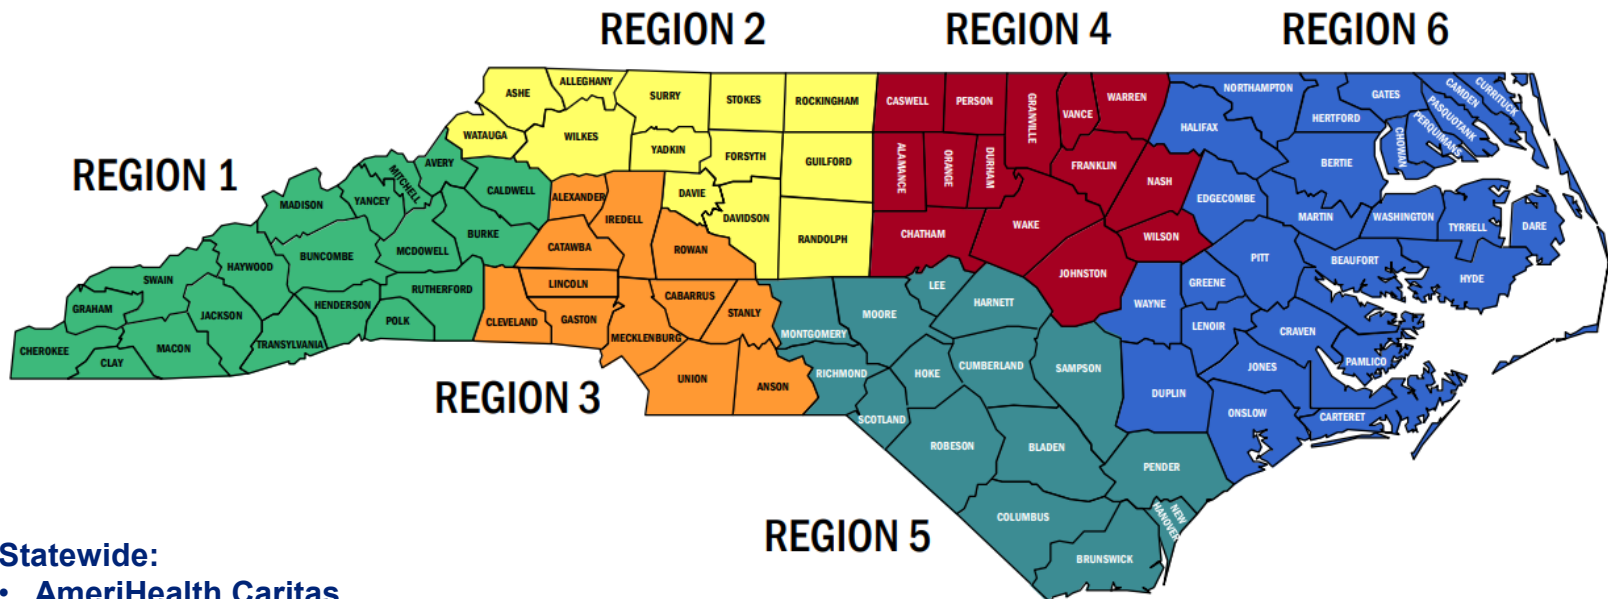 REGION 2
REGION 4
REGION 6
ALLEGHANY
ASHE
SURRY
STOKES
ROCKINGHAM
CASWELL
PERSON
GRANVILLE
VANCE
WARREN
NORTHAMPTON
GATES
CAMDEN
CURRITUCK
WATAUGA
WILKES
YADKIN
FORSYTH
GUILFORD
ALAMANCE
ORANGE
DURHAM
FRANKLIN
HALIFAX
HERTFORD
CHOWAN
PERQUIMANS
PASQUOTANK
REGION 1
AVERY
MITCHELL
YANCEY
MADISON
CALDWELL
ALEXANDER
IREDELL
DAVIE
DAVIDSON
RANDOLPH
CHATHAM
WAKE
NASH
EDGECOMBE
BERTIE
MARTIN
WASHINGTON
TYRRELL
DARE
BUNCOMBE
MCDOWELL
BURKE
CATAWBA
ROWAN
JOHNSTON
WILSON
PITT
BEAUFORT
HYDE
SWAIN
HAYWOOD
GRAHAM
JACKSON
HENDERSON
RUTHERFORD
POLK
LINCOLN
CLEVELAND
GASTON
CABARRUS
STANLY
MECKLENBURG
MONTGOMERY
MOORE
LEE
HARNETT
WAYNE
GREENE
LENOIR
CRAVEN
CHEROKEE
CLAY
MACON
TRANSYLVANIA
UNION
ANSON
RICHMOND
HOKE
CUMBERLAND
SAMPSON
DUPLIN
JONES
PAMLICO
REGION 3
SCOTLAND
ROBESON
BLADEN
PENDER
ONSLOW
CARTERET
COLUMBUS
NEW
HANOVER
BRUNSWICK
REGION 5
Statewide:
• AmeriHealth Caritas